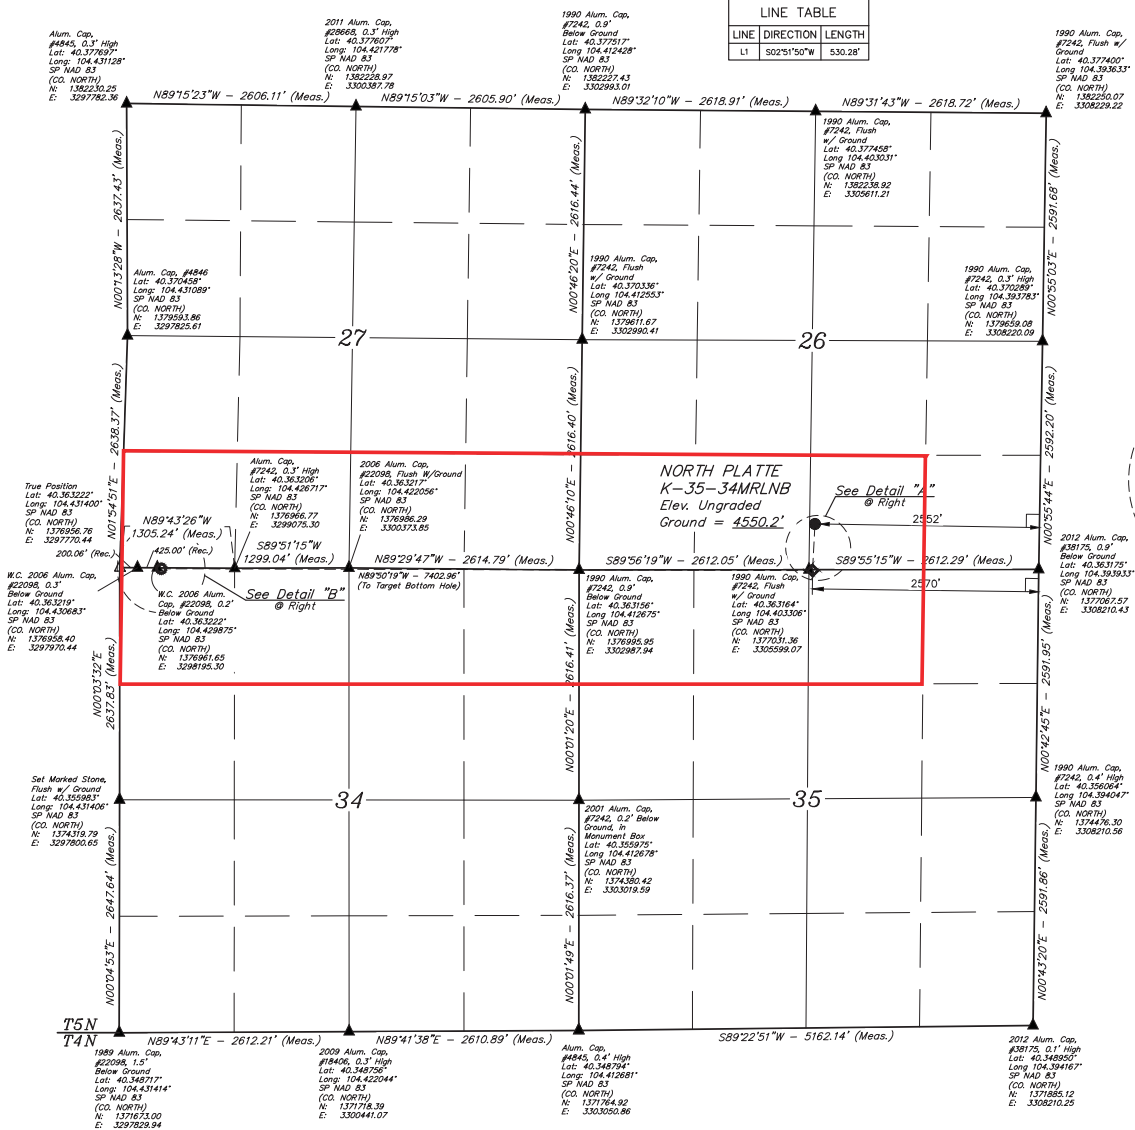 LINE TABLE
LINE DIRECTION LENGTH
L1 S02°51'50"W 530.28'
Alum. Cap,
#4845, 0.3' High
Lat: 40.377697°
Long: 104.431128°
SP NAD 83
(CO. NORTH)
N: 1382230.25
E: 3297782.36
2011 Alum. Cap,
#28668, 0.3' High
Lat: 40.377607°
Long: 104.421778°
SP NAD 83
(CO. NORTH)
N: 1382228.97
E: 3300387.78
1990 Alum. Cap,
#7242, 0.9'
Below Ground
Lat: 40.377517°
Long 104.412428°
SP NAD 83
(CO. NORTH)
N: 1382227.43
E: 3302993.01
1990 Alum. Cap,
#7242, Flush w/
Ground
Lat: 40.377400°
Long 104.393633°
SP NAD 83
(CO. NORTH)
N: 1382250.07
E: 3308229.22
N89°15'23"W - 2606.11' (Meas.)
N89°15'03"W - 2605.90' (Meas.)
N89°32'10"W - 2618.91' (Meas.)
N89°31'43"W - 2618.72' (Meas.)
1990 Alum. Cap,
#7242, Flush
w/ Ground
Lat: 40.377458°
Long 104.403031°
SP NAD 83
(CO. NORTH)
N: 1382238.92
E: 3305611.21
N00°13'28"W - 2637.43' (Meas.)
N00°46'20"E - 2616.44' (Meas.)
N00°55'03"E - 2591.68' (Meas.)
Alum. Cap, #4846
Lat: 40.370458°
Long: 104.431089°
SP NAD 83
(CO. NORTH)
N: 1379593.86
E: 3297825.61
1990 Alum. Cap,
#7242, Flush
w/ Ground
Lat: 40.370336°
Long 104.412553°
SP NAD 83
(CO. NORTH)
N: 1379611.67
E: 3302990.41
1990 Alum. Cap,
#7242, 0.3' High
Lat: 40.370289°
Long 104.393783°
SP NAD 83
(CO. NORTH)
N: 1379659.08
E: 3308220.09
27
26
N01°54'51"E - 2638.37' (Meas.)
N00°46'10"E - 2616.40' (Meas.)
N00°55'44"E - 2592.20' (Meas.)
True Position
Lat: 40.363222°
Long: 104.431400°
SP NAD 83
(CO. NORTH)
N: 1376956.76
E: 3297770.44
Alum. Cap,
#7242, 0.3' High
Lat: 40.363206°
Long: 104.426717°
SP NAD 83
(CO. NORTH)
N: 1376966.77
E: 3299075.30
2006 Alum. Cap,
#22098, Flush W/Ground
Lat: 40.363217°
Long: 104.422056°
SP NAD 83
(CO. NORTH)
N: 1376986.29
E: 3300373.85
NORTH PLATTE
K-35-34MRLNB
Elev. Ungraded
Ground = 4550.2'
See Detail "A"
@ Right
2552'
N89°43'26"W
1305.24' (Meas.)
200.06' (Rec.)
425.00' (Rec.)
S89°51'15"W
1299.04' (Meas.)
N89°29'47"W - 2614.79' (Meas.)
S89°56'19"W - 2612.05' (Meas.)
S89°55'15"W - 2612.29' (Meas.)
N89°50'19"W - 7402.96'
(To Target Bottom Hole)
2570'
2012 Alum. Cap,
#38175, 0.9'
Below Ground
Lat: 40.363175°
Long 104.393933°
SP NAD 83
(CO. NORTH)
N: 1377067.57
E: 3308210.43
W.C. 2006 Alum. Cap,
#22098, 0.3'
Below Ground
Lat: 40.363219°
Long: 104.430683°
SP NAD 83
(CO. NORTH)
N: 1376958.40
E: 3297970.44
W.C. 2006 Alum.
Cap, #22098, 0.2'
Below Ground
Lat: 40.363222°
Long: 104.429875°
SP NAD 83
(CO. NORTH)
N: 1376961.65
E: 3298195.30
See Detail "B"
@ Right
1990 Alum. Cap,
#7242, 0.9'
Below Ground
Lat: 40.363156°
Long 104.412675°
SP NAD 83
(CO. NORTH)
N: 1376995.95
E: 3302987.94
1990 Alum. Cap,
#7242, Flush
w/ Ground
Lat: 40.363164°
Long 104.403306°
SP NAD 83
(CO. NORTH)
N: 1377031.36
E: 3305599.07
N00°03'32"E
2637.83' (Meas.)
N00°01'20"E - 2616.41' (Meas.)
N00°42'45"E - 2591.95' (Meas.)
Set Marked Stone,
Flush w/ Ground
Lat: 40.355983°
Long: 104.431406°
SP NAD 83
(CO. NORTH)
N: 1374319.79
E: 3297800.65
34
35
2001 Alum. Cap,
#7242, 0.2' Below
Ground, in
Monument Box
Lat: 40.355975°
Long 104.412678°
SP NAD 83
(CO. NORTH)
N: 1374380.42
E: 3303019.59
1990 Alum. Cap,
#7242, 0.4' High
Lat: 40.356064°
Long 104.394047°
SP NAD 83
(CO. NORTH)
N: 1374476.30
E: 3308210.56
N00°04'53"E - 2647.64' (Meas.)
N00°01'49"E - 2616.37' (Meas.)
N00°43'20"E - 2591.86' (Meas.)
T5N
T4N
N89°43'11"E - 2612.21' (Meas.)
N89°41'38"E - 2610.89' (Meas.)
S89°22'51"W - 5162.14' (Meas.)
1989 Alum. Cap,
#22098, 1.5'
Below Ground
Lat: 40.348717°
Long: 104.431414°
SP NAD 83
(CO. NORTH)
N: 1371673.00
E: 3297829.94
2009 Alum. Cap,
#18406, 0.3' High
Lat: 40.348756°
Long: 104.422044°
SP NAD 83
(CO. NORTH)
N: 1371718.39
E: 3300441.07
Alum. Cap,
#4845, 0.4' High
Lat: 40.348794°
Long: 104.412681°
SP NAD 83
(CO. NORTH)
N: 1371764.92
E: 3303050.86
2012 Alum. Cap,
#38175, 0.1' High
Lat: 40.348950°
Long: 104.394167°
SP NAD 83
(CO. NORTH)
N: 1371885.12
E: 3308210.25